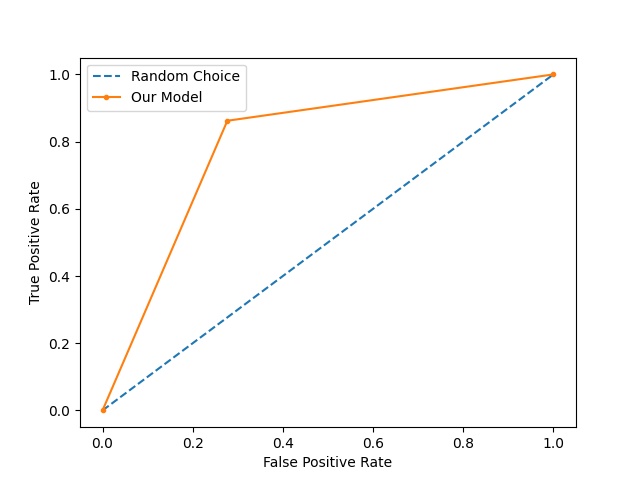 Random Choice
Our Model
True Positive Rate
1.0
0.8
0.6
0.4
0.2
0.0
0.0 0.2 0.4 0.6 0.8 1.0
False Positive Rate